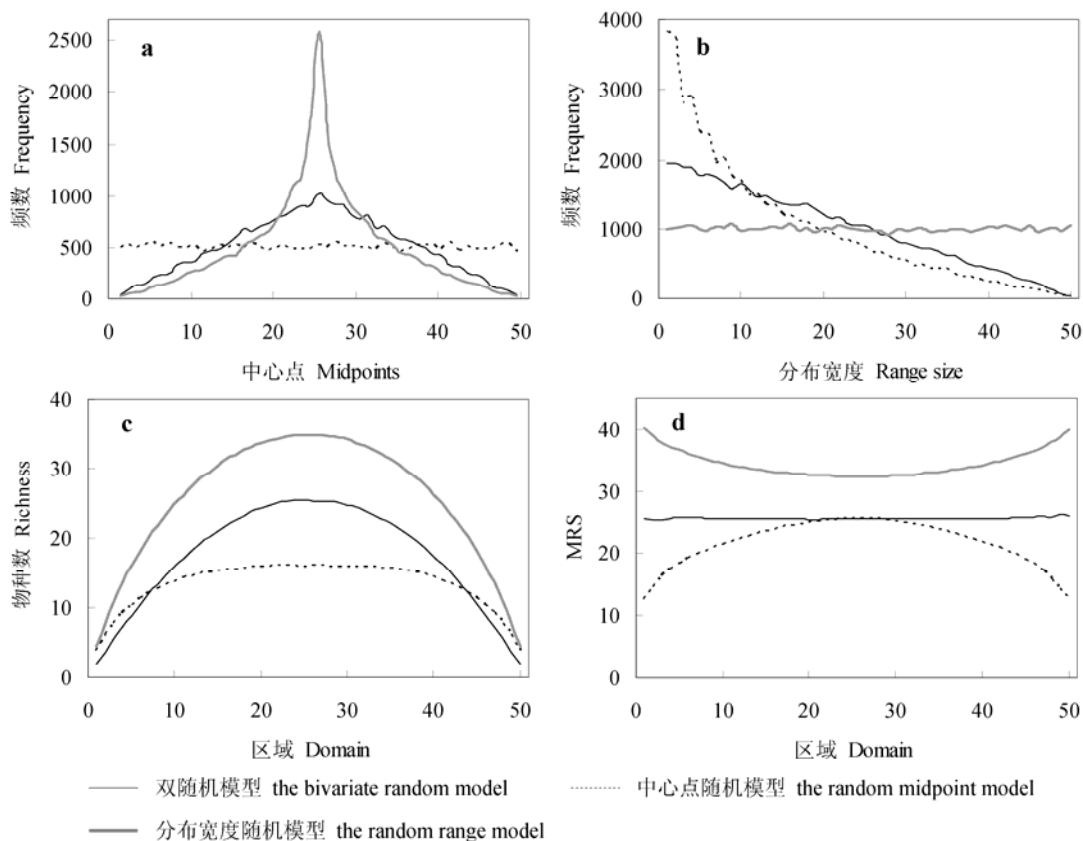 a
频数 Frequency
2500
2000
1500
1000
500
0
0 10 20 30 40 50
中心点 Midpoints
b
频数 Frequency
4000
3000
2000
1000
0
0 10 20 30 40 50
分布宽度 Range size
c
物种数 Richness
40
30
20
10
0
0 10 20 30 40 50
区域 Domain
d
MRS
40
30
20
10
0
0 10 20 30 40 50
区域 Domain
双随机模型 the bivariate random model
中心点随机模型 the random midpoint model
分布宽度随机模型 the random range model